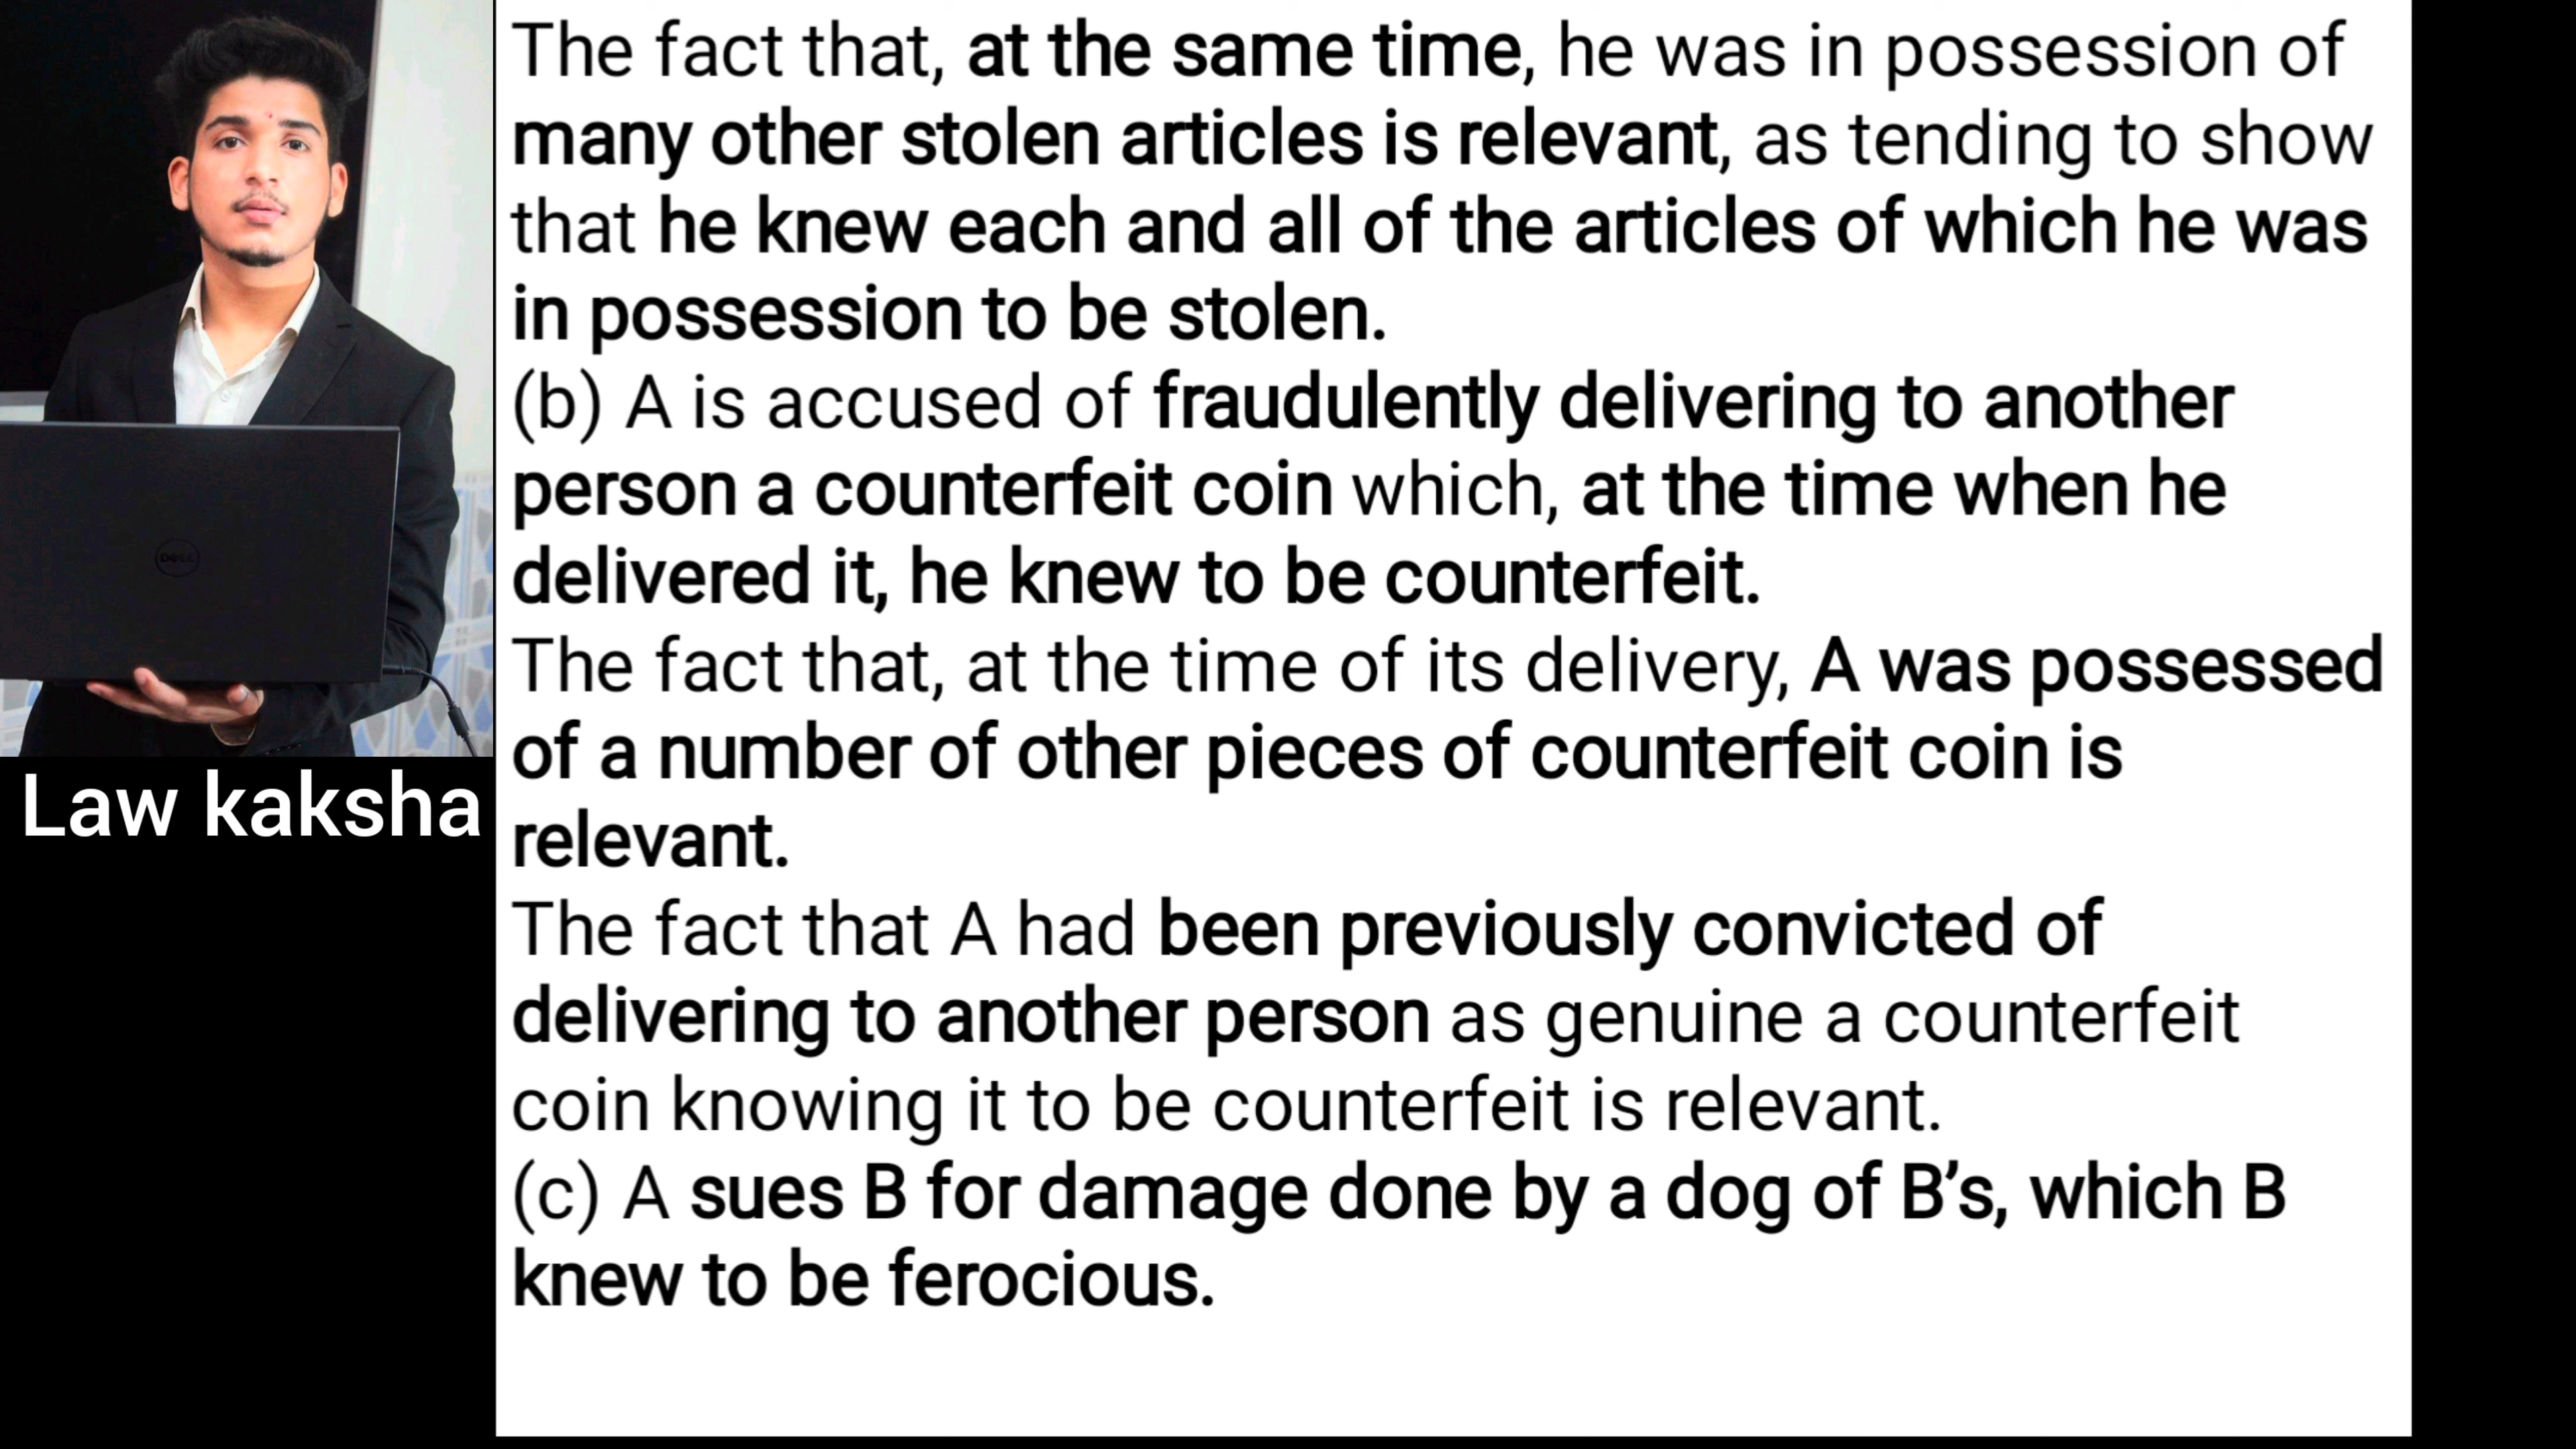 The fact that, at the same time, he was in possession of
many other stolen articles is relevant, as tending to show
that he knew each and all of the articles of which he was
in possession to be stolen.
(b) A is accused of fraudulently delivering to another
person a counterfeit coin which, at the time when he
delivered it, he knew to be counterfeit.
The fact that, at the time of its delivery, A was possessed
of a number of other pieces of counterfeit coin is
relevant.
The fact that A had been previously convicted of
delivering to another person as genuine a counterfeit
coin knowing it to be counterfeit is relevant.
(c) A sues B for damage done by a dog of B’s, which B
knew to be ferocious.
DELL
Law kaksha